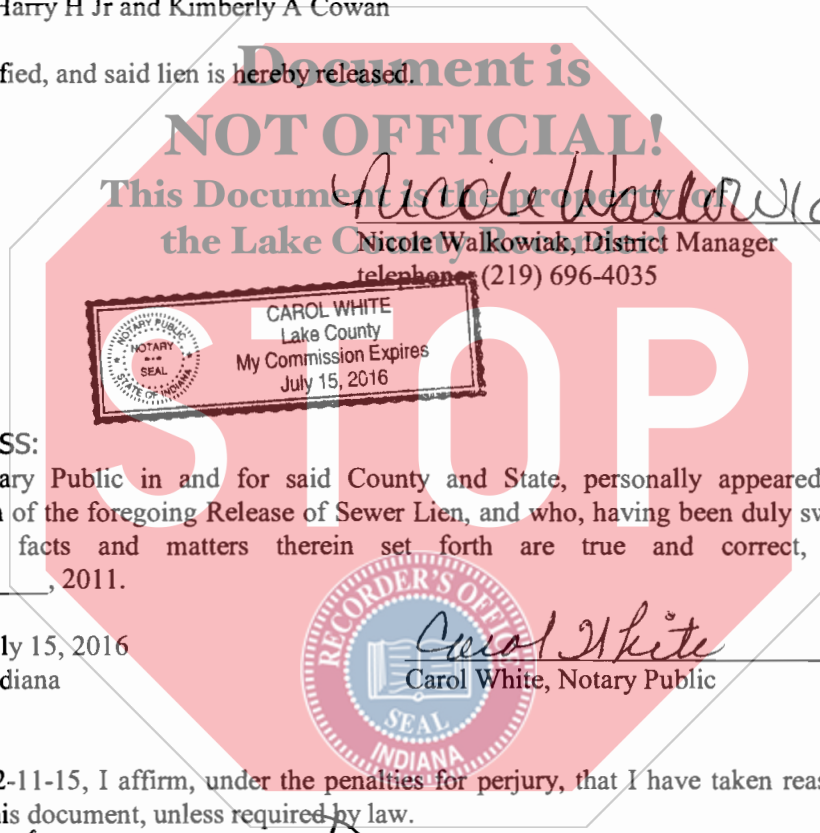 Harry H Jr and Kimberly A Cowan
fied, and said lien is hereby released.
Document is
NOT OFFICIAL!
This Document is the property of
the Lake County Recorder!
Nicole Walkowia
Nicole Walkowiak, District Manager
telephone (219) 696-4035
CAROL WHITE
Lake County
My Commission Expires
July 15, 2016
NOTARY PUBLIC
NOTARY
SEAL
STATE OF INDIANA
STOP
SS:
ary Public in and for said County and State, personally appeared
n of the foregoing Release of Sewer Lien, and who, having been duly sw
facts and matters therein set forth are true and correct,
, 2011.
RECORDER'S OFFICE
SEAL
INDIANA
ly 15, 2016
diana
Carol White
Carol White, Notary Public
2-11-15, I affirm, under the penalties for perjury, that I have taken reas
is document, unless required by law.